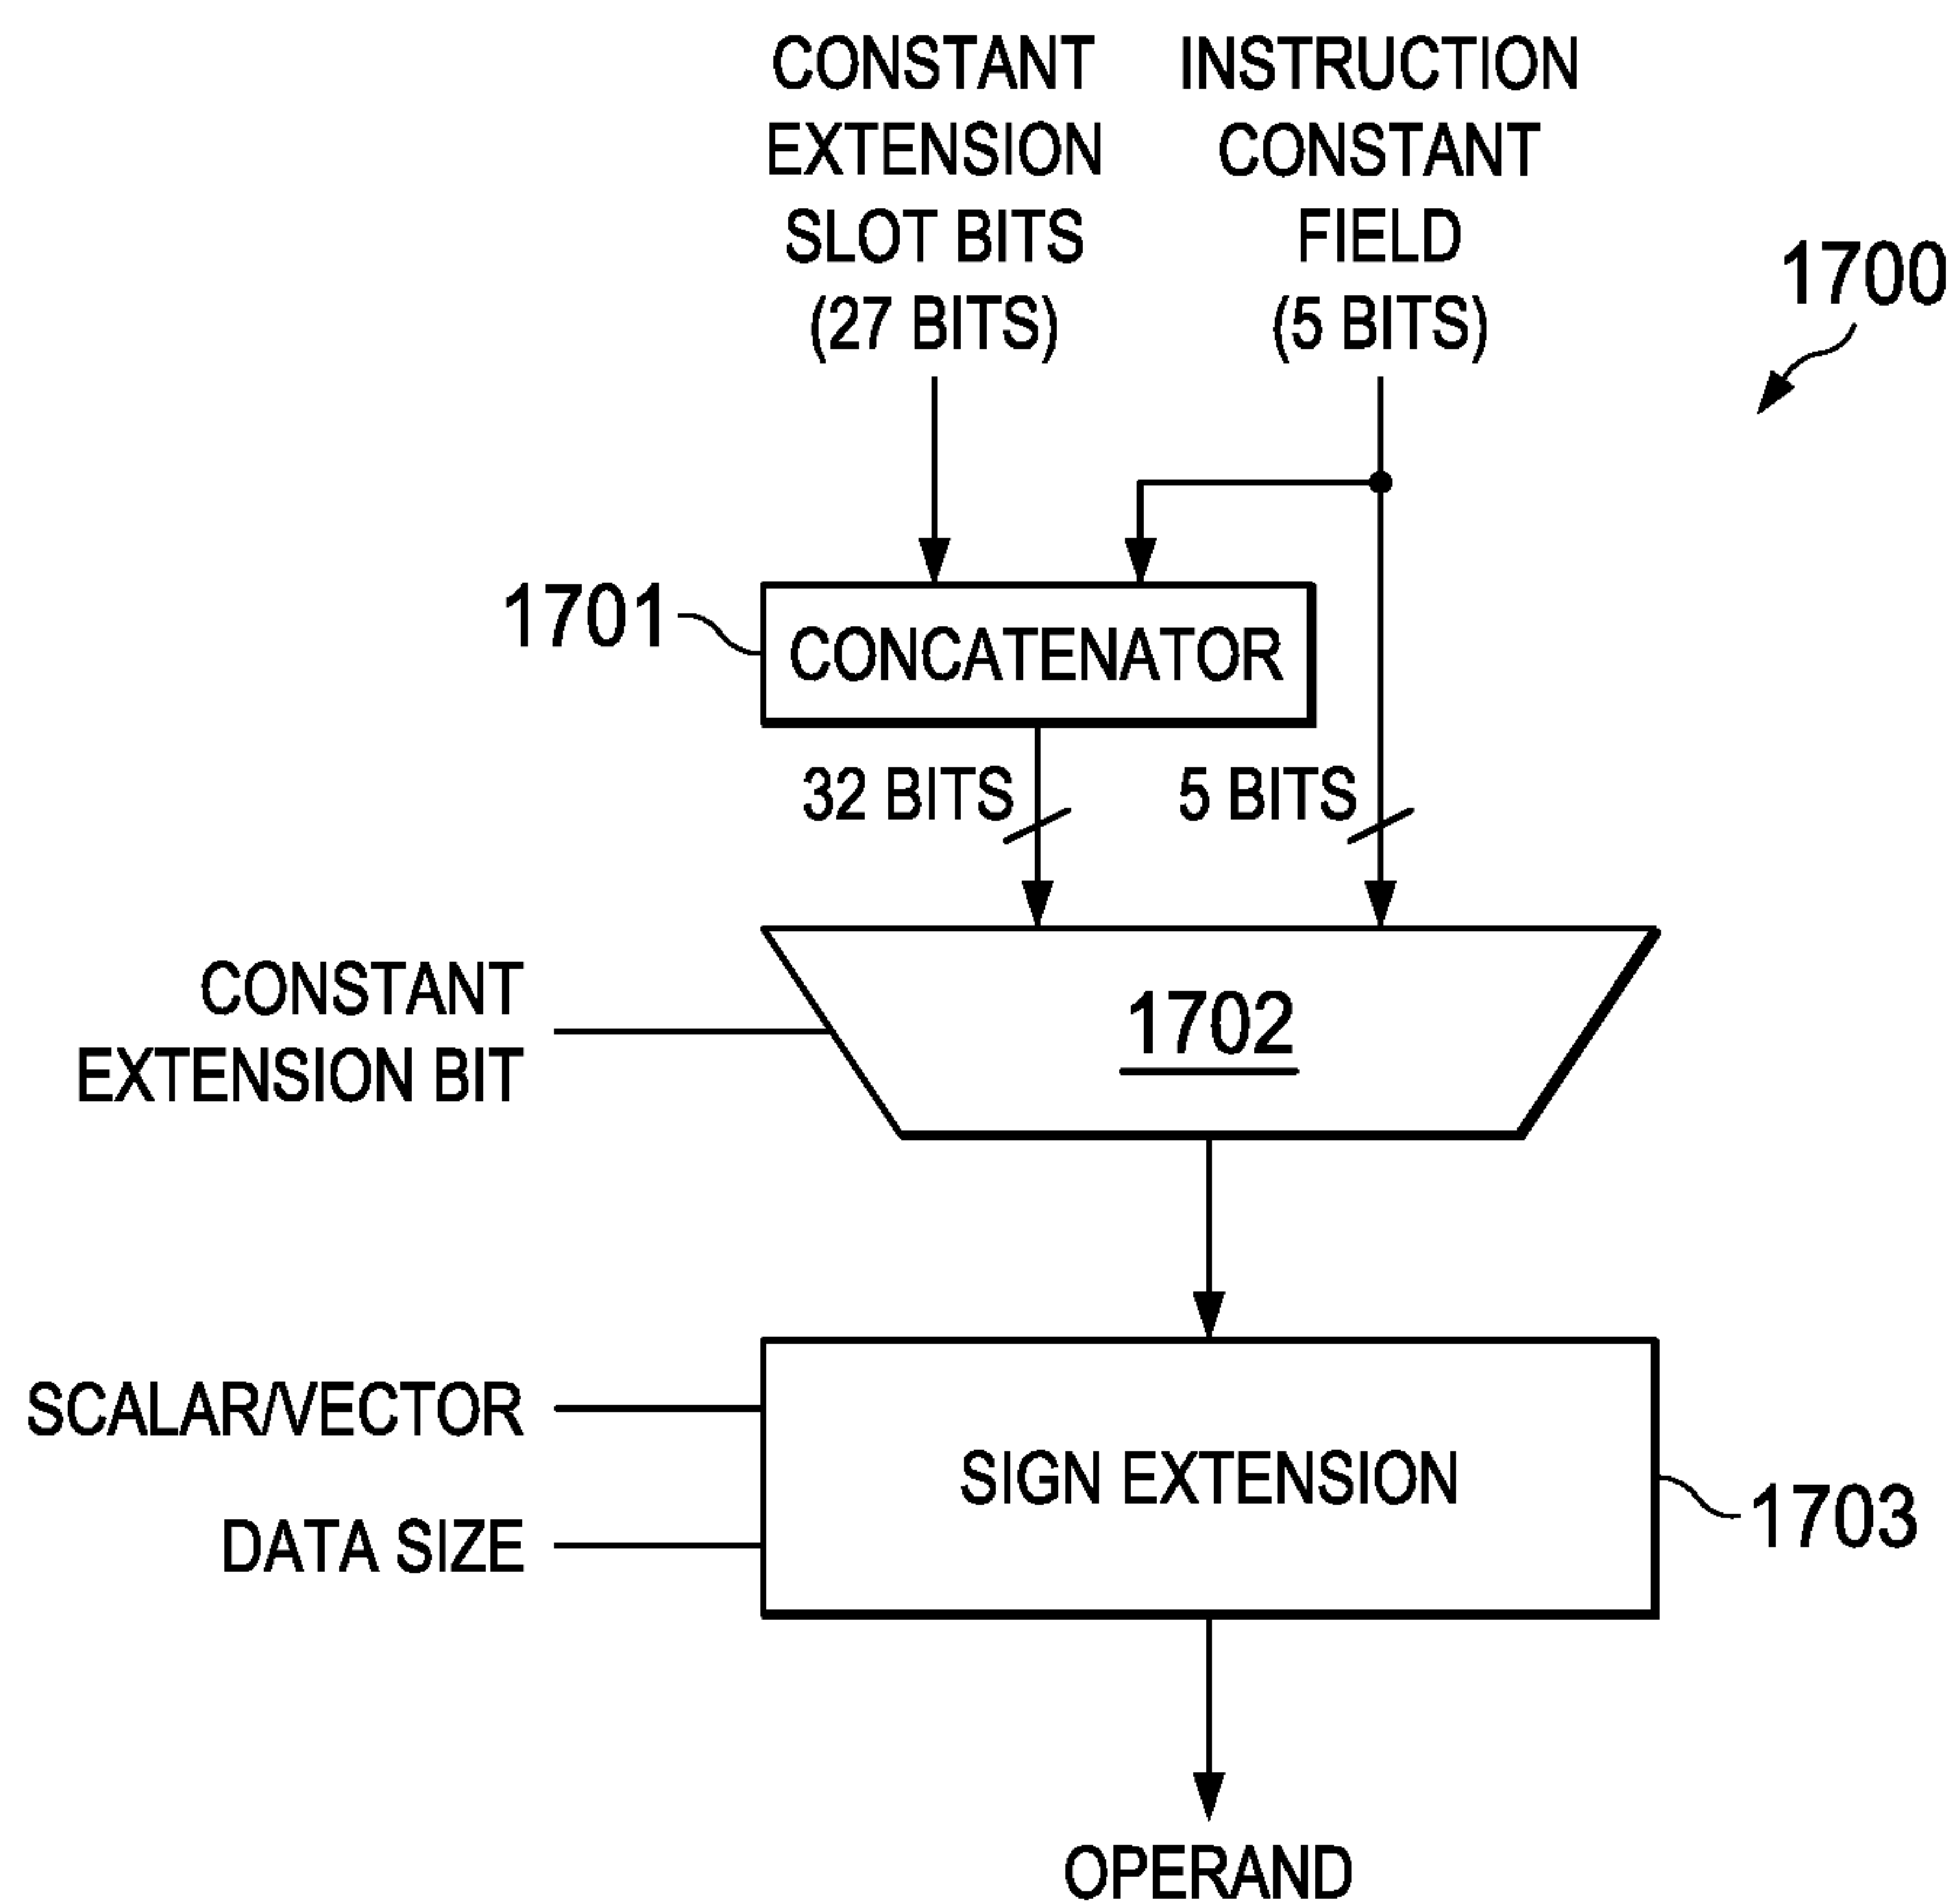 CONSTANT
EXTENSION
SLOT BITS
(27 BITS)
INSTRUCTION
CONSTANT
FIELD
(5 BITS)
1700
1701
CONCATENATOR
32 BITS
5 BITS
CONSTANT
EXTENSION BIT
1702
SCALAR/VECTOR
DATA SIZE
SIGN EXTENSION
1703
OPERAND